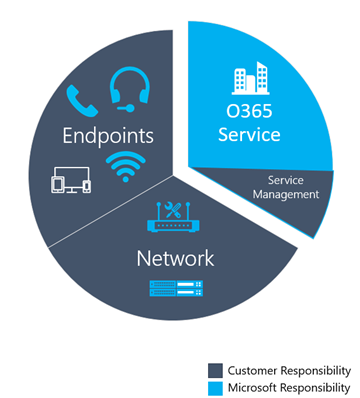 O365
Service
Endpoints
Service
Management
Network
Customer Responsibility
Microsoft Responsibility